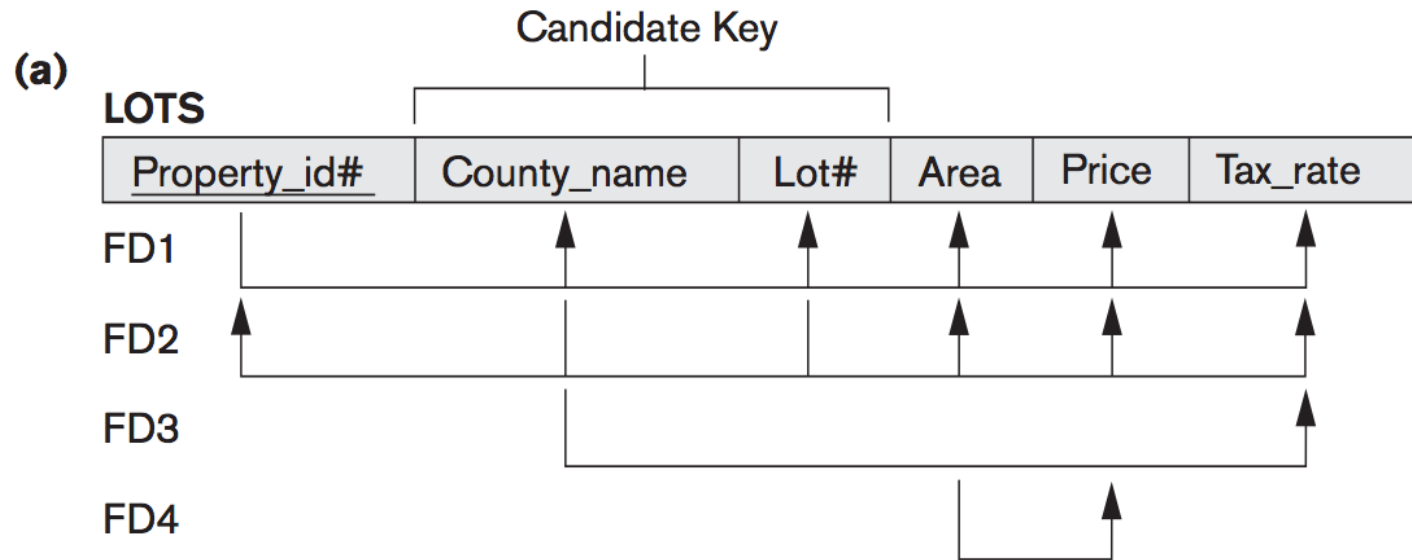 Candidate Key
(a)
LOTS
Property_id# County_name Lot# Area Price Tax_rate
FD1
FD2
FD3
FD4